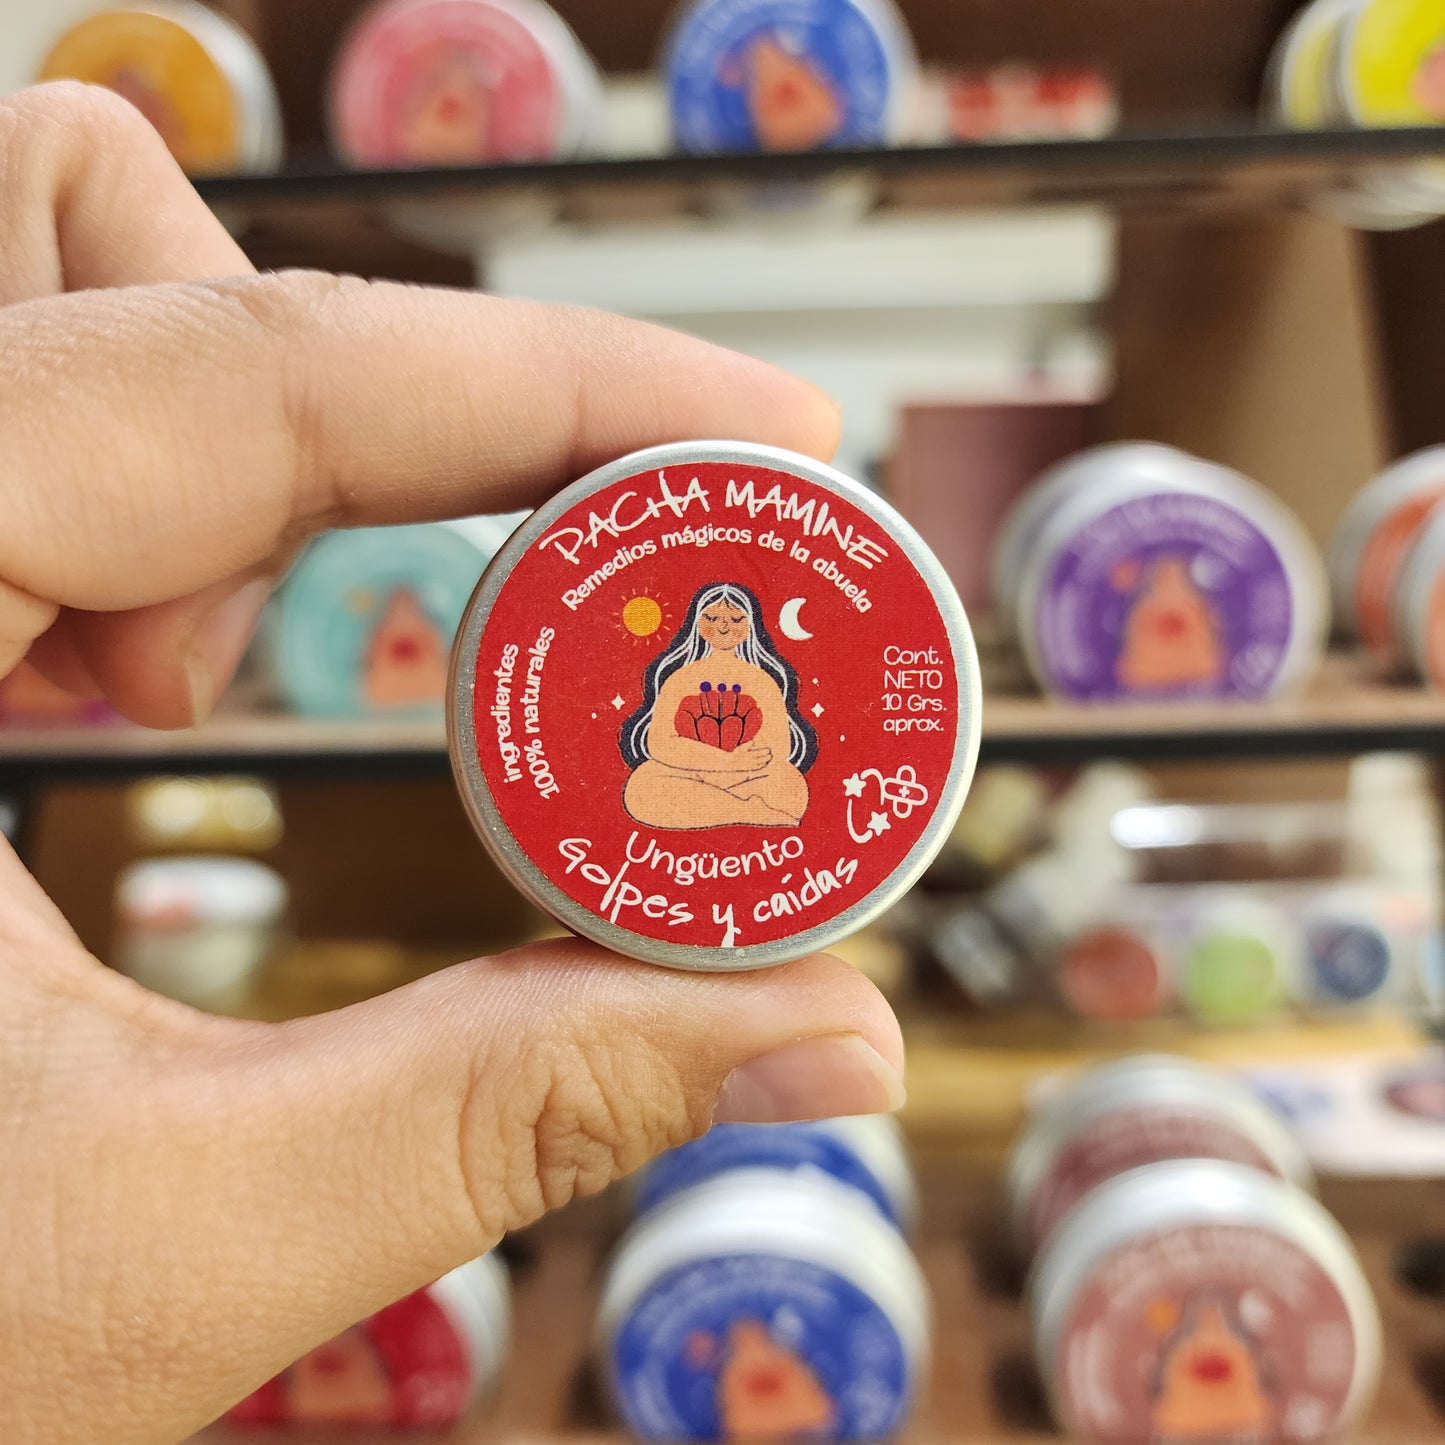 PACHA MAMINE
Remedios mágicos de la abuela
ingredientes
100% naturales
Cont.
NETO
10 Grs.
aprox.
Ungüento
Golpes y caídas